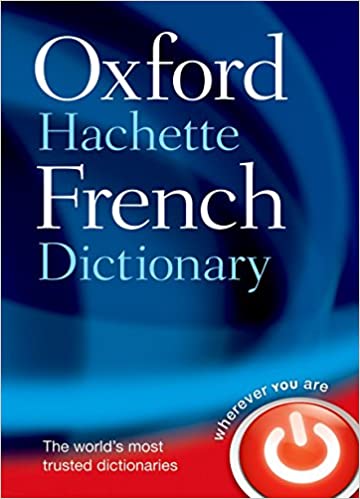 Oxford
Hachette
French
Dictionary
wherever YOU are
The world's most
trusted dictionaries